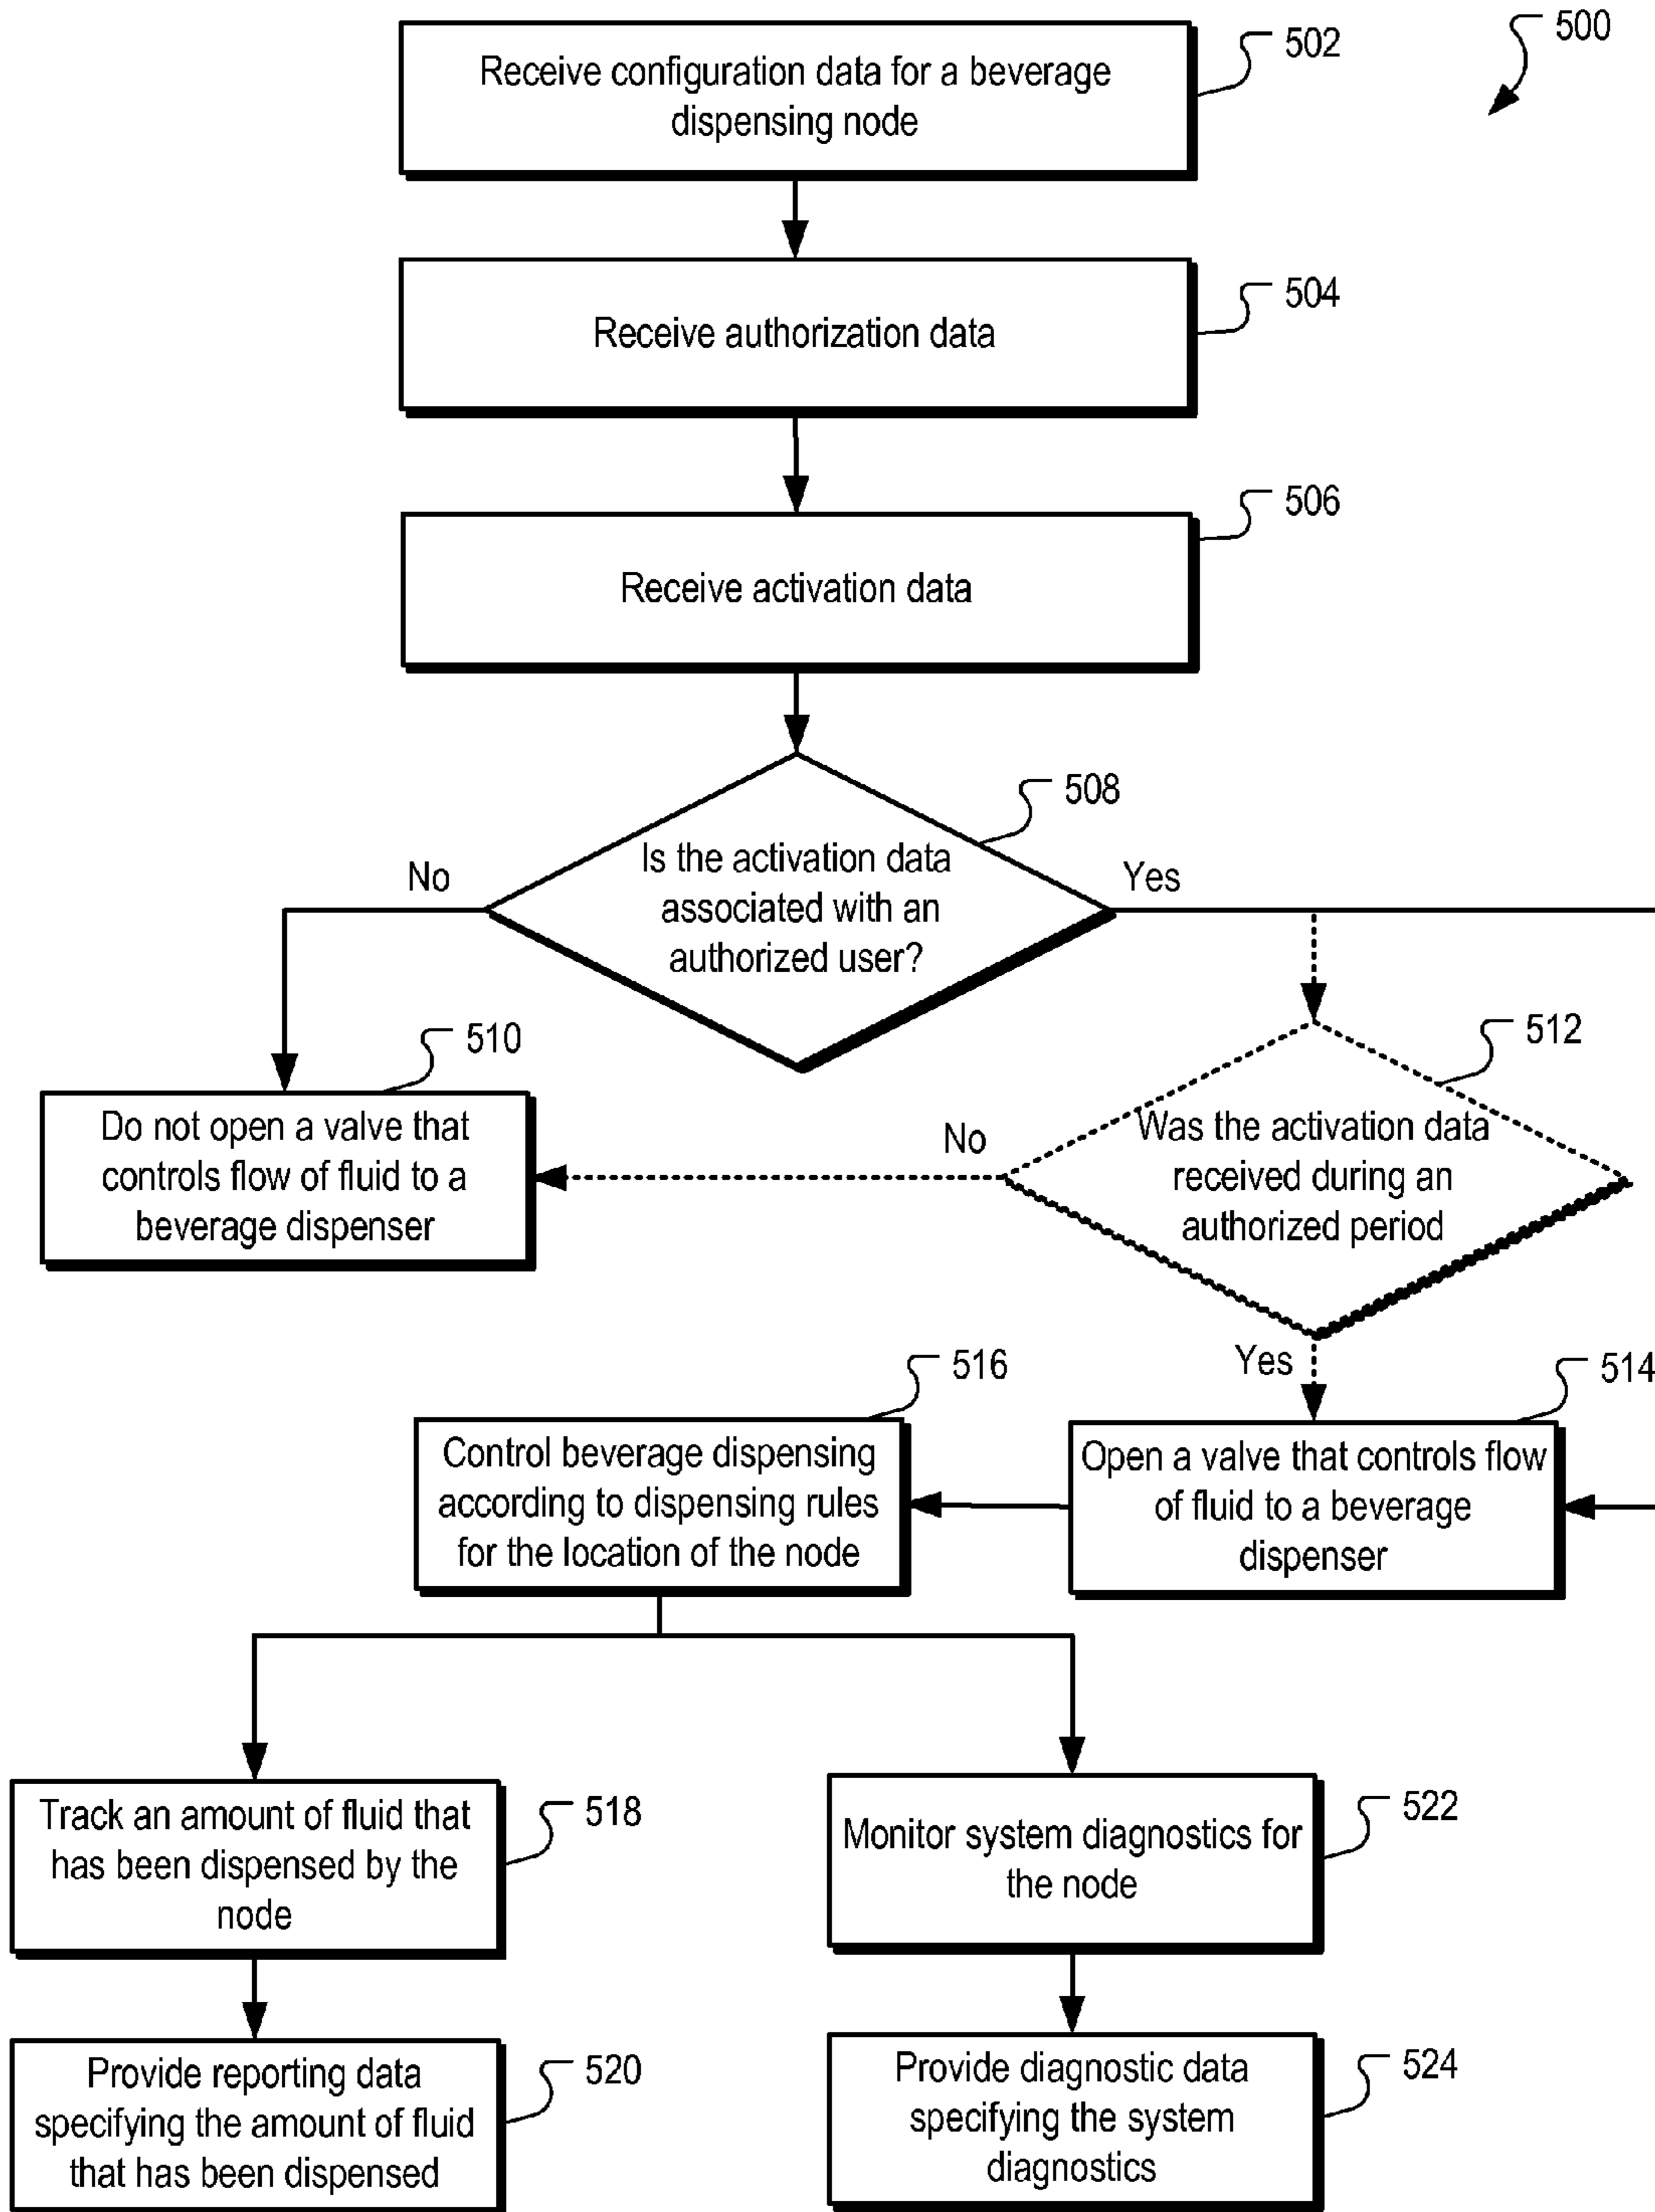 500
502
Receive configuration data for a beverage
dispensing node
504
Receive authorization data
506
Receive activation data
508
Is the activation data
associated with an
authorized user?
No
Yes
510
Do not open a valve that
controls flow of fluid to a
beverage dispenser
512
Was the activation data
received during an
authorized period
No
Yes
514
Open a valve that controls flow
of fluid to a beverage
dispenser
516
Control beverage dispensing
according to dispensing rules
for the location of the node
518
Track an amount of fluid that
has been dispensed by the
node
522
Monitor system diagnostics for
the node
520
Provide reporting data
specifying the amount of fluid
that has been dispensed
524
Provide diagnostic data
specifying the system
diagnostics